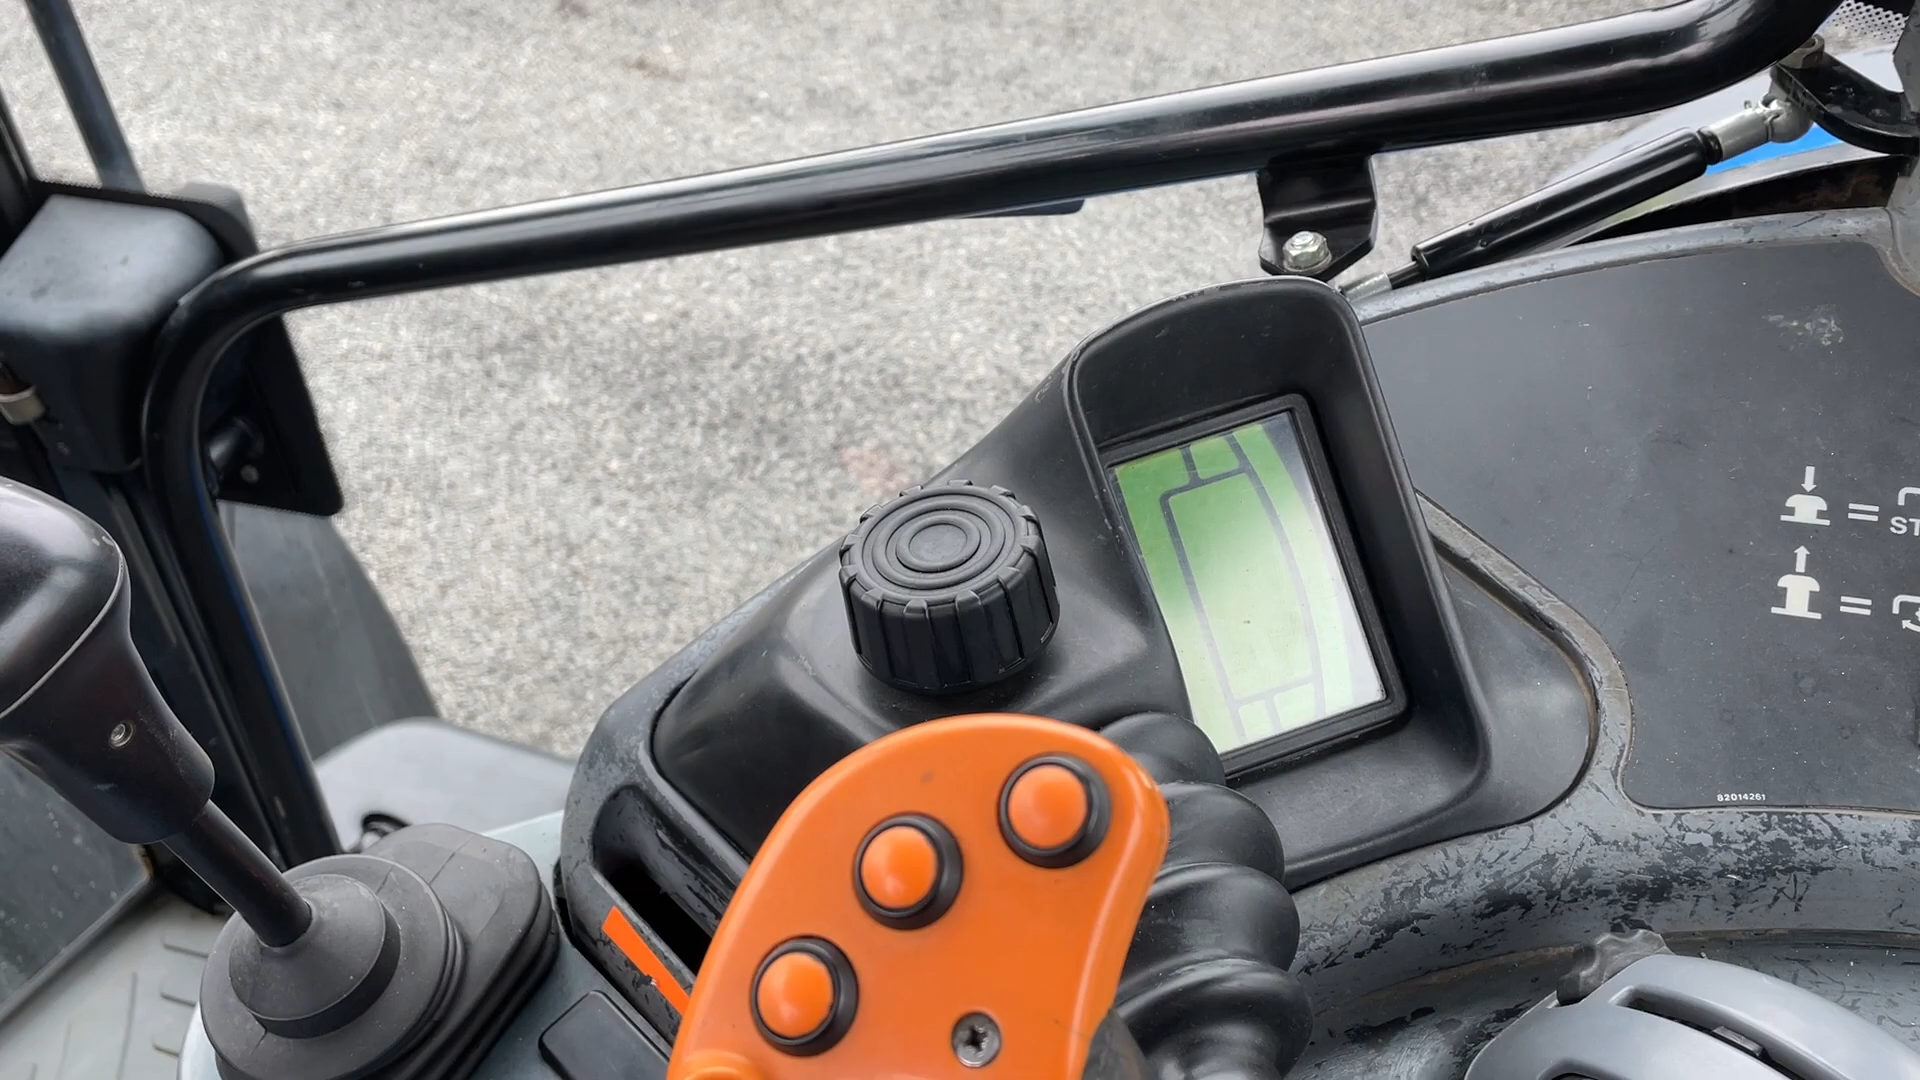 = ST
=
82014261